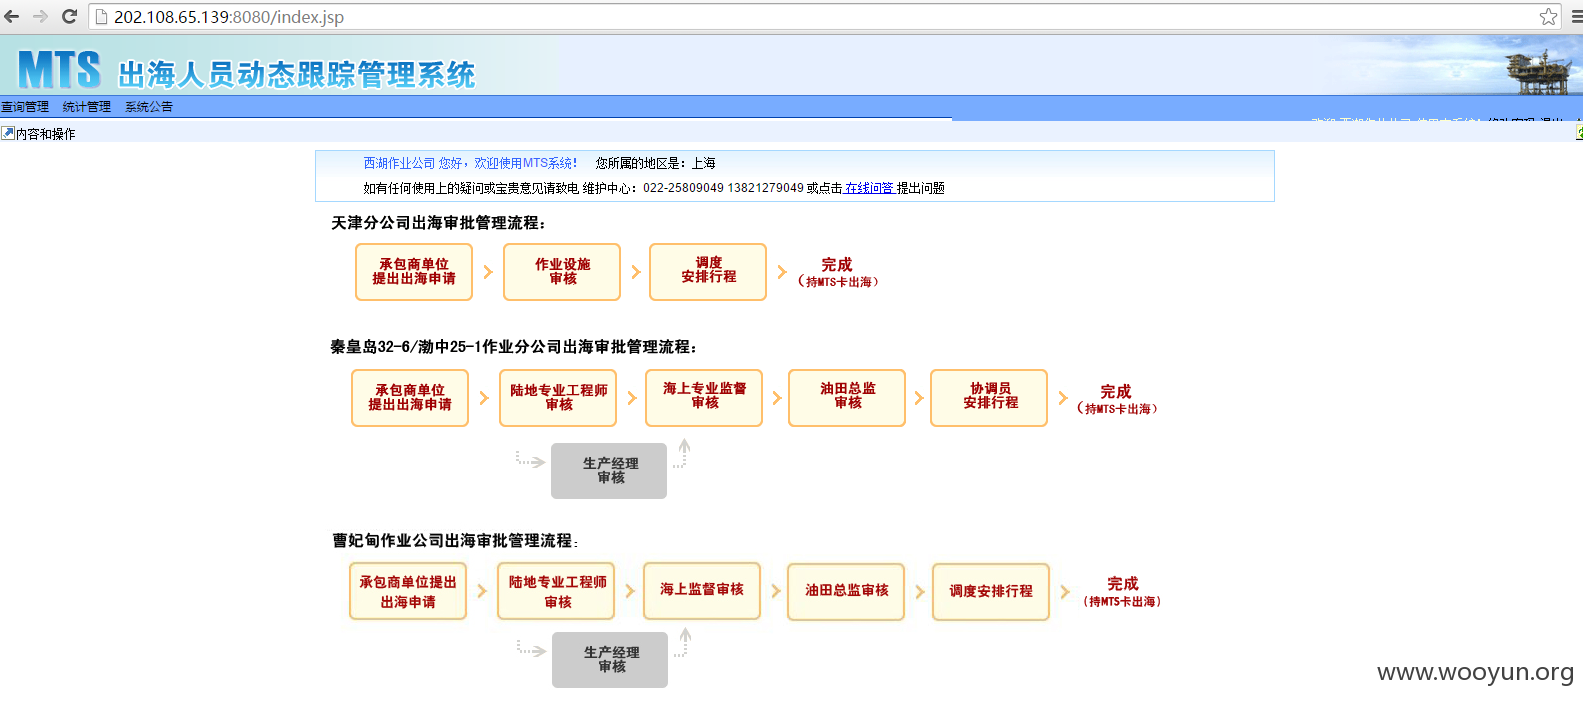 202.108.65.139:8080/index.jsp
MTS 出海人员动态跟踪管理系统
查询管理 统计管理 系统公告
内容和操作
西湖作业公司 您好，欢迎使用MTS系统！ 您所属的地区是：上海
如有任何使用上的疑问或宝贵意见请致电 维护中心：022-25809049 13821279049 或点击 在线问答 提出问题
天津分公司出海审批管理流程：
承包商单位
提出出海申请
作业设施
审核
调度
安排行程
完成
（持MTS卡出海）
秦皇岛32-6/渤中25-1作业分公司出海审批管理流程：
承包商单位
提出出海申请
陆地专业工程师
审核
海上专业监督
审核
油田总监
审核
协调员
安排行程
完成
（持MTS卡出海）
生产经理
审核
曹妃甸作业公司出海审批管理流程：
承包商单位提出
出海申请
陆地专业工程师
审核
海上监督审核
油田总监审核
调度安排行程
完成
（持MTS卡出海）
生产经理
审核
www.wooyun.org